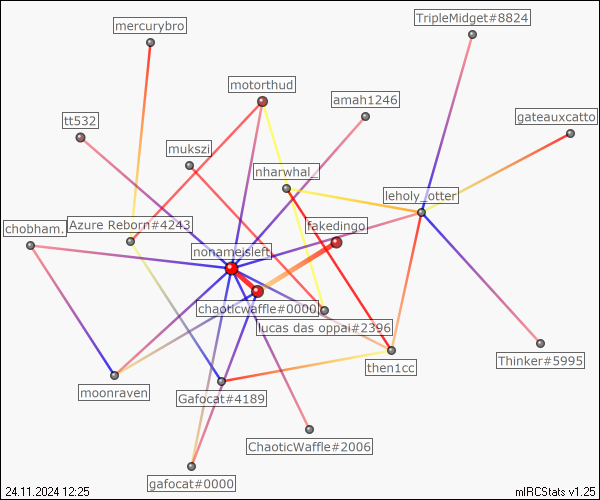 TripleMidget#8824
mercurybro
motorthud
amah1246
gateauxcatto
tt532
mukszi
nharwhal_
leholy_otter
chobham.
Azure Reborn#4243
fakedingo
nonameisleft
chaoticwaffle#0000
lucas das oppai#2396
then1cc
Thinker#5995
moonraven
Gafocat#4189
ChaoticWaffle#2006
gafocat#0000
24.11.2024 12:25
mIRCStats v1.25